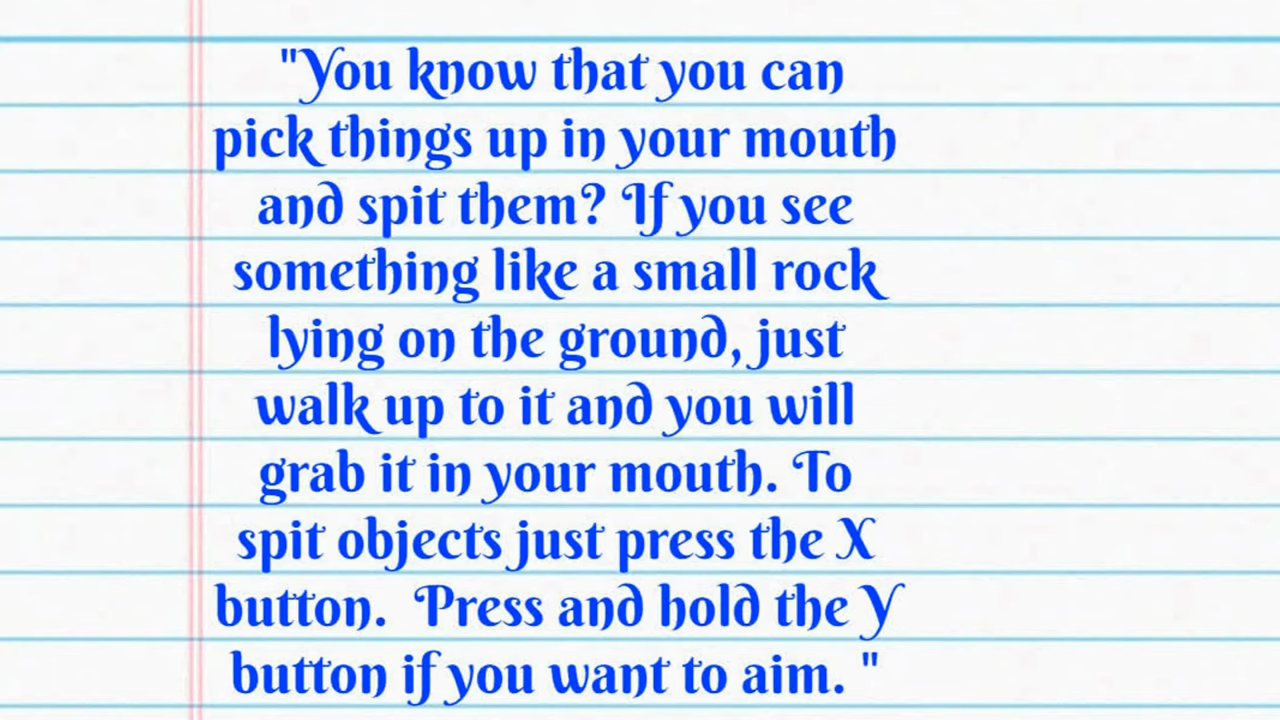 "You know that you can
pick things up in your mouth
and spit them? If you see
something like a small rock
lying on the ground, just
walk up to it and you will
grab it in your mouth. To
spit objects just press the X
button.  Press and hold the Y
button if you want to aim. "